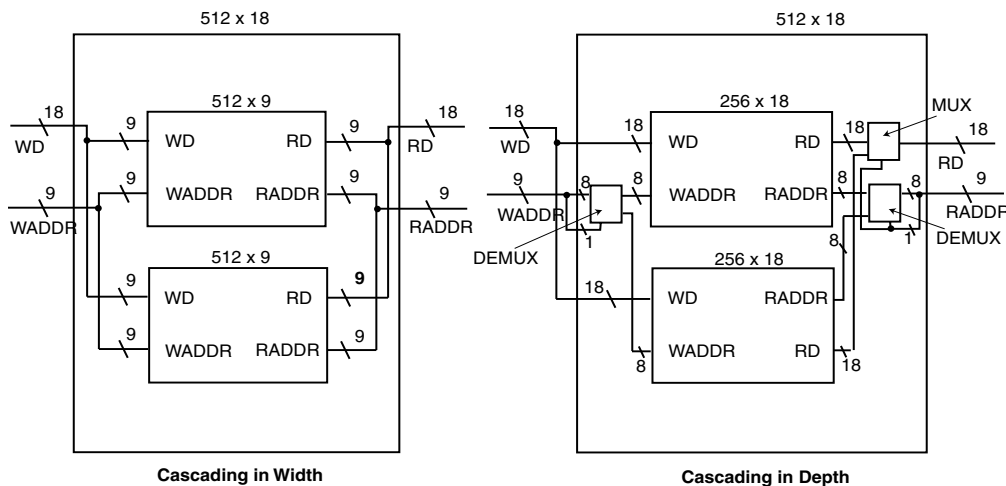 512 x 18
512 x 9
18
WD
9
WD
RD
9
18
RD
9
WADDR
9
WADDR
RADDR
9
9
RADDR
512 x 9
9
WD
RD
9
9
WADDR
RADDR
9
Cascading in Width
512 x 18
256 x 18
MUX
18
WD
18
WD
RD
18
18
RD
9
WADDR
8
8
WADDR
RADDR
8
8
9
RADDR
1
DEMUX
1
DEMUX
8
256 x 18
18
WD
RADDR
8
WADDR
RD
18
Cascading in Depth